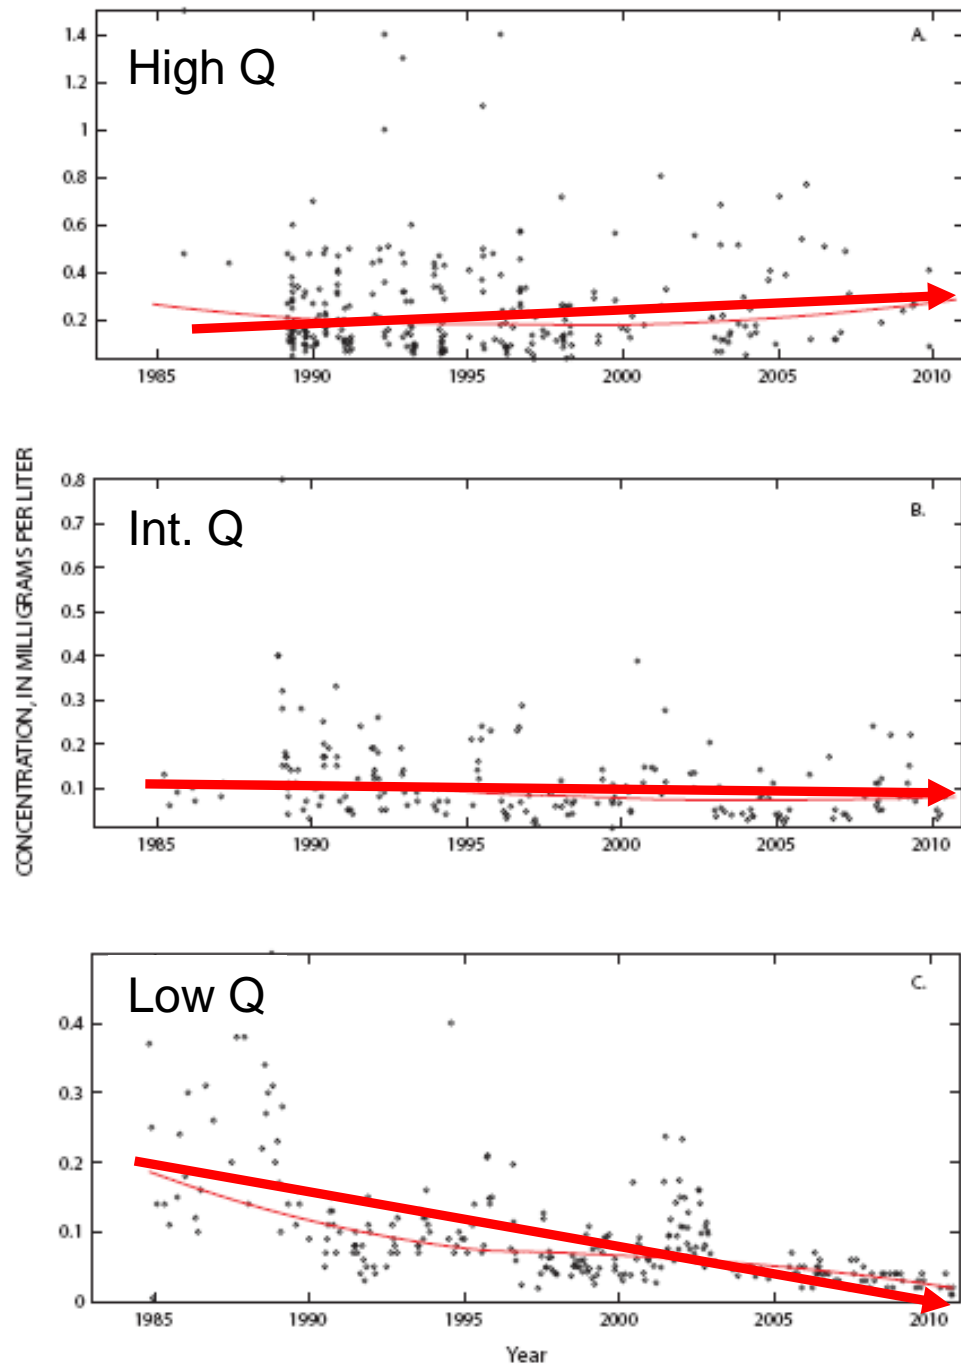 A.
High Q
1.4
1.2
1
0.8
0.6
0.4
0.2
1985 1990 1995 2000 2005 2010
CONCENTRATION, IN MILLIGRAMS PER LITER
B.
Int. Q
0.8
0.7
0.6
0.5
0.4
0.3
0.2
0.1
1985 1990 1995 2000 2005 2010
C.
Low Q
0.4
0.3
0.2
0.1
0
1985 1990 1995 2000 2005 2010
Year